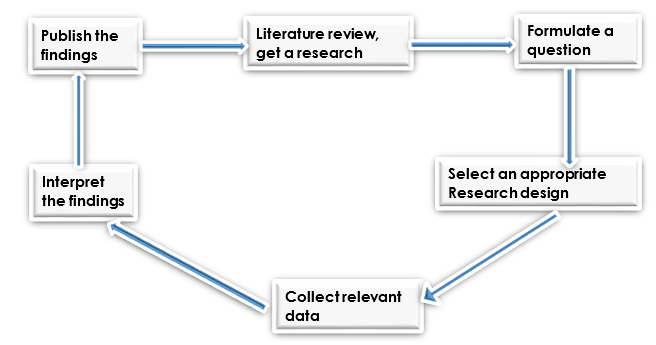 Publish the
findings
Literature review,
get a research
Formulate a
question
Select an appropriate
Research design
Collect relevant
data
Interpret
the findings